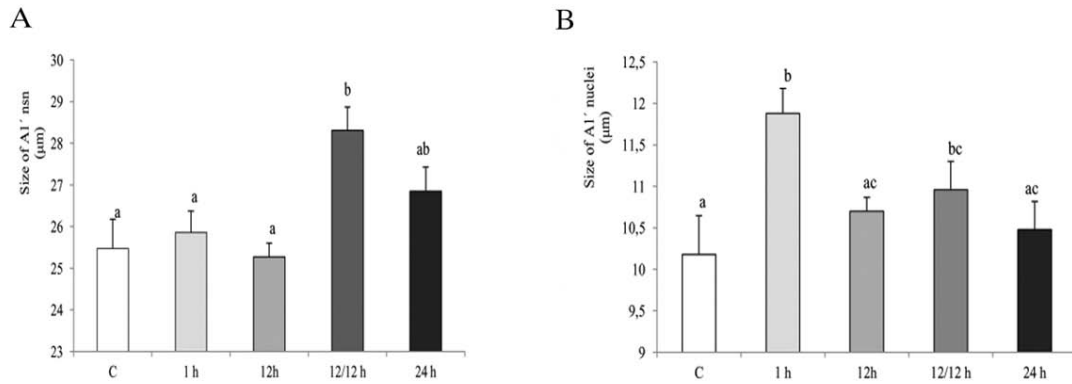 A
Size of A1´ nsn
(µm)
30
29
28
27
26
25
24
23
a
a
a
b
ab
C
1 h
12h
12/12 h
24 h
B
Size of A1´ nuclei
(µm)
12,5
12
11,5
11
10,5
10
9,5
9
a
b
ac
bc
ac
C
1 h
12h
12/12 h
24 h